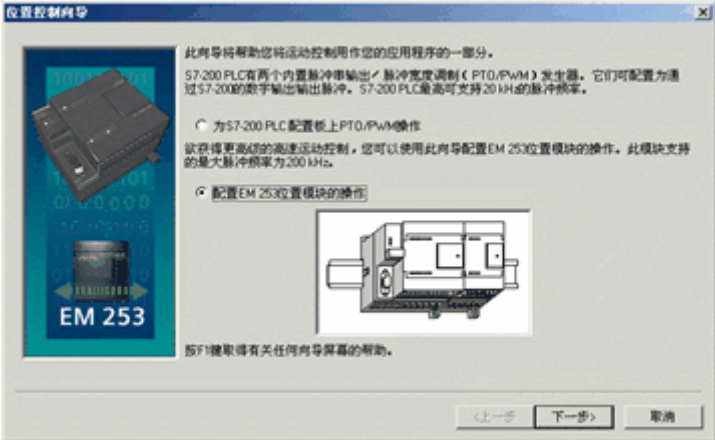 位置控制向导
此向导将帮助您将运动控制用作您的应用程序的一部分。
S7-200 PLC有两个内置脉冲串输出／脉冲宽度调制（PTO/PWM）发生器。它们可配置为通
过S7-200的数字输出输出脉冲。S7-200 PLC最高可支持20 kHz的脉冲频率。
为S7-200 PLC 配置板上PTO/PWM操作
欲获得更高级的高速运动控制，您可以使用此向导配置EM 253位置模块的操作。此模块支持
的最大脉冲频率为200 kHz。
配置EM 253位置模块的操作
EM 253
按F1键取得有关任何向导屏幕的帮助。
<上一步
下一步>
取消